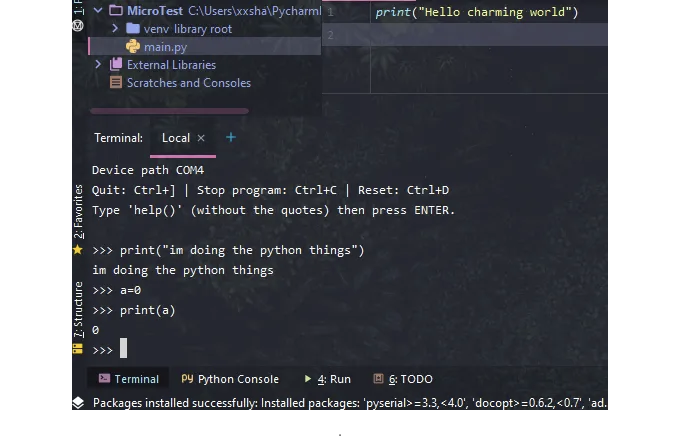 MicroTest C:\Users\xxsha\Pycharm
1 print("Hello charming world")
venv library root
2
main.py
External Libraries
Scratches and Consoles
Terminal: Local × +
Device path COM4
Quit: Ctrl+] | Stop program: Ctrl+C | Reset: Ctrl+D
Type 'help()' (without the quotes) then press ENTER.
2: Favorites
>>> print("im doing the python things")
im doing the python things
>>> a=0
>>> print(a)
7: Structure
0
>>>
Terminal Python Console 4: Run 6: TODO
Packages installed successfully: Installed packages: 'pyserial>=3.3,<4.0', 'docopt>=0.6.2,<0.7', 'ad.